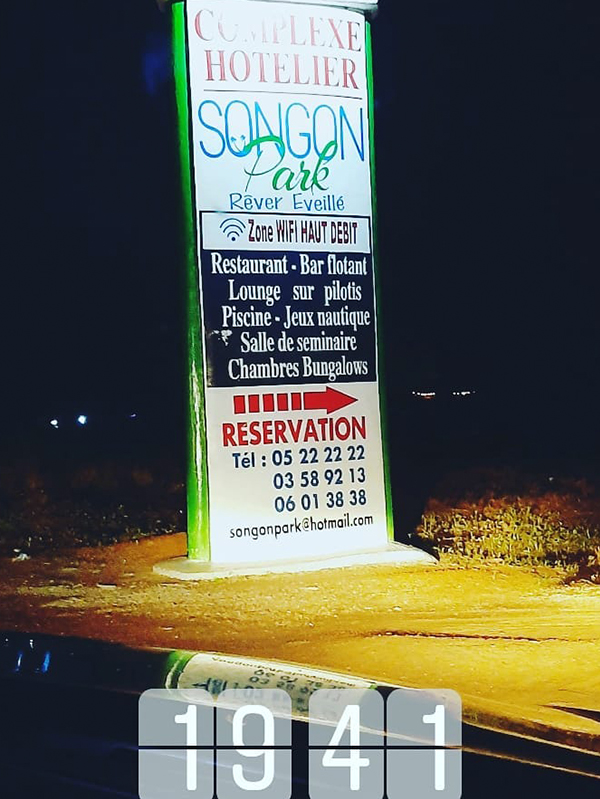 COMPLEXE
HOTELIER
SONGON
Park
Rêver Eveillé
Zone WIFI HAUT DEBIT
Restaurant - Bar flotant
Lounge sur pilotis
Piscine - Jeux nautique
Salle de seminaire
Chambres Bungalows
RESERVATION
Tél : 05 22 22 22
03 58 92 13
06 01 38 38
songonpark@hotmail.com
19 41